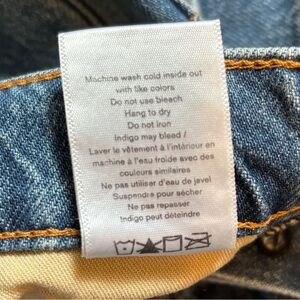 Machine wash cold inside out
with like colors
Do not use bleach
Hang to dry
Do not iron
Indigo may bleed /
Laver le vêtement à l'intérieur en
machine à l'eau froide avec des
couleurs similaires
Ne pas utiliser d'eau de javel
Suspendre pour sécher
Ne pas repasser
Indigo peut déteindre